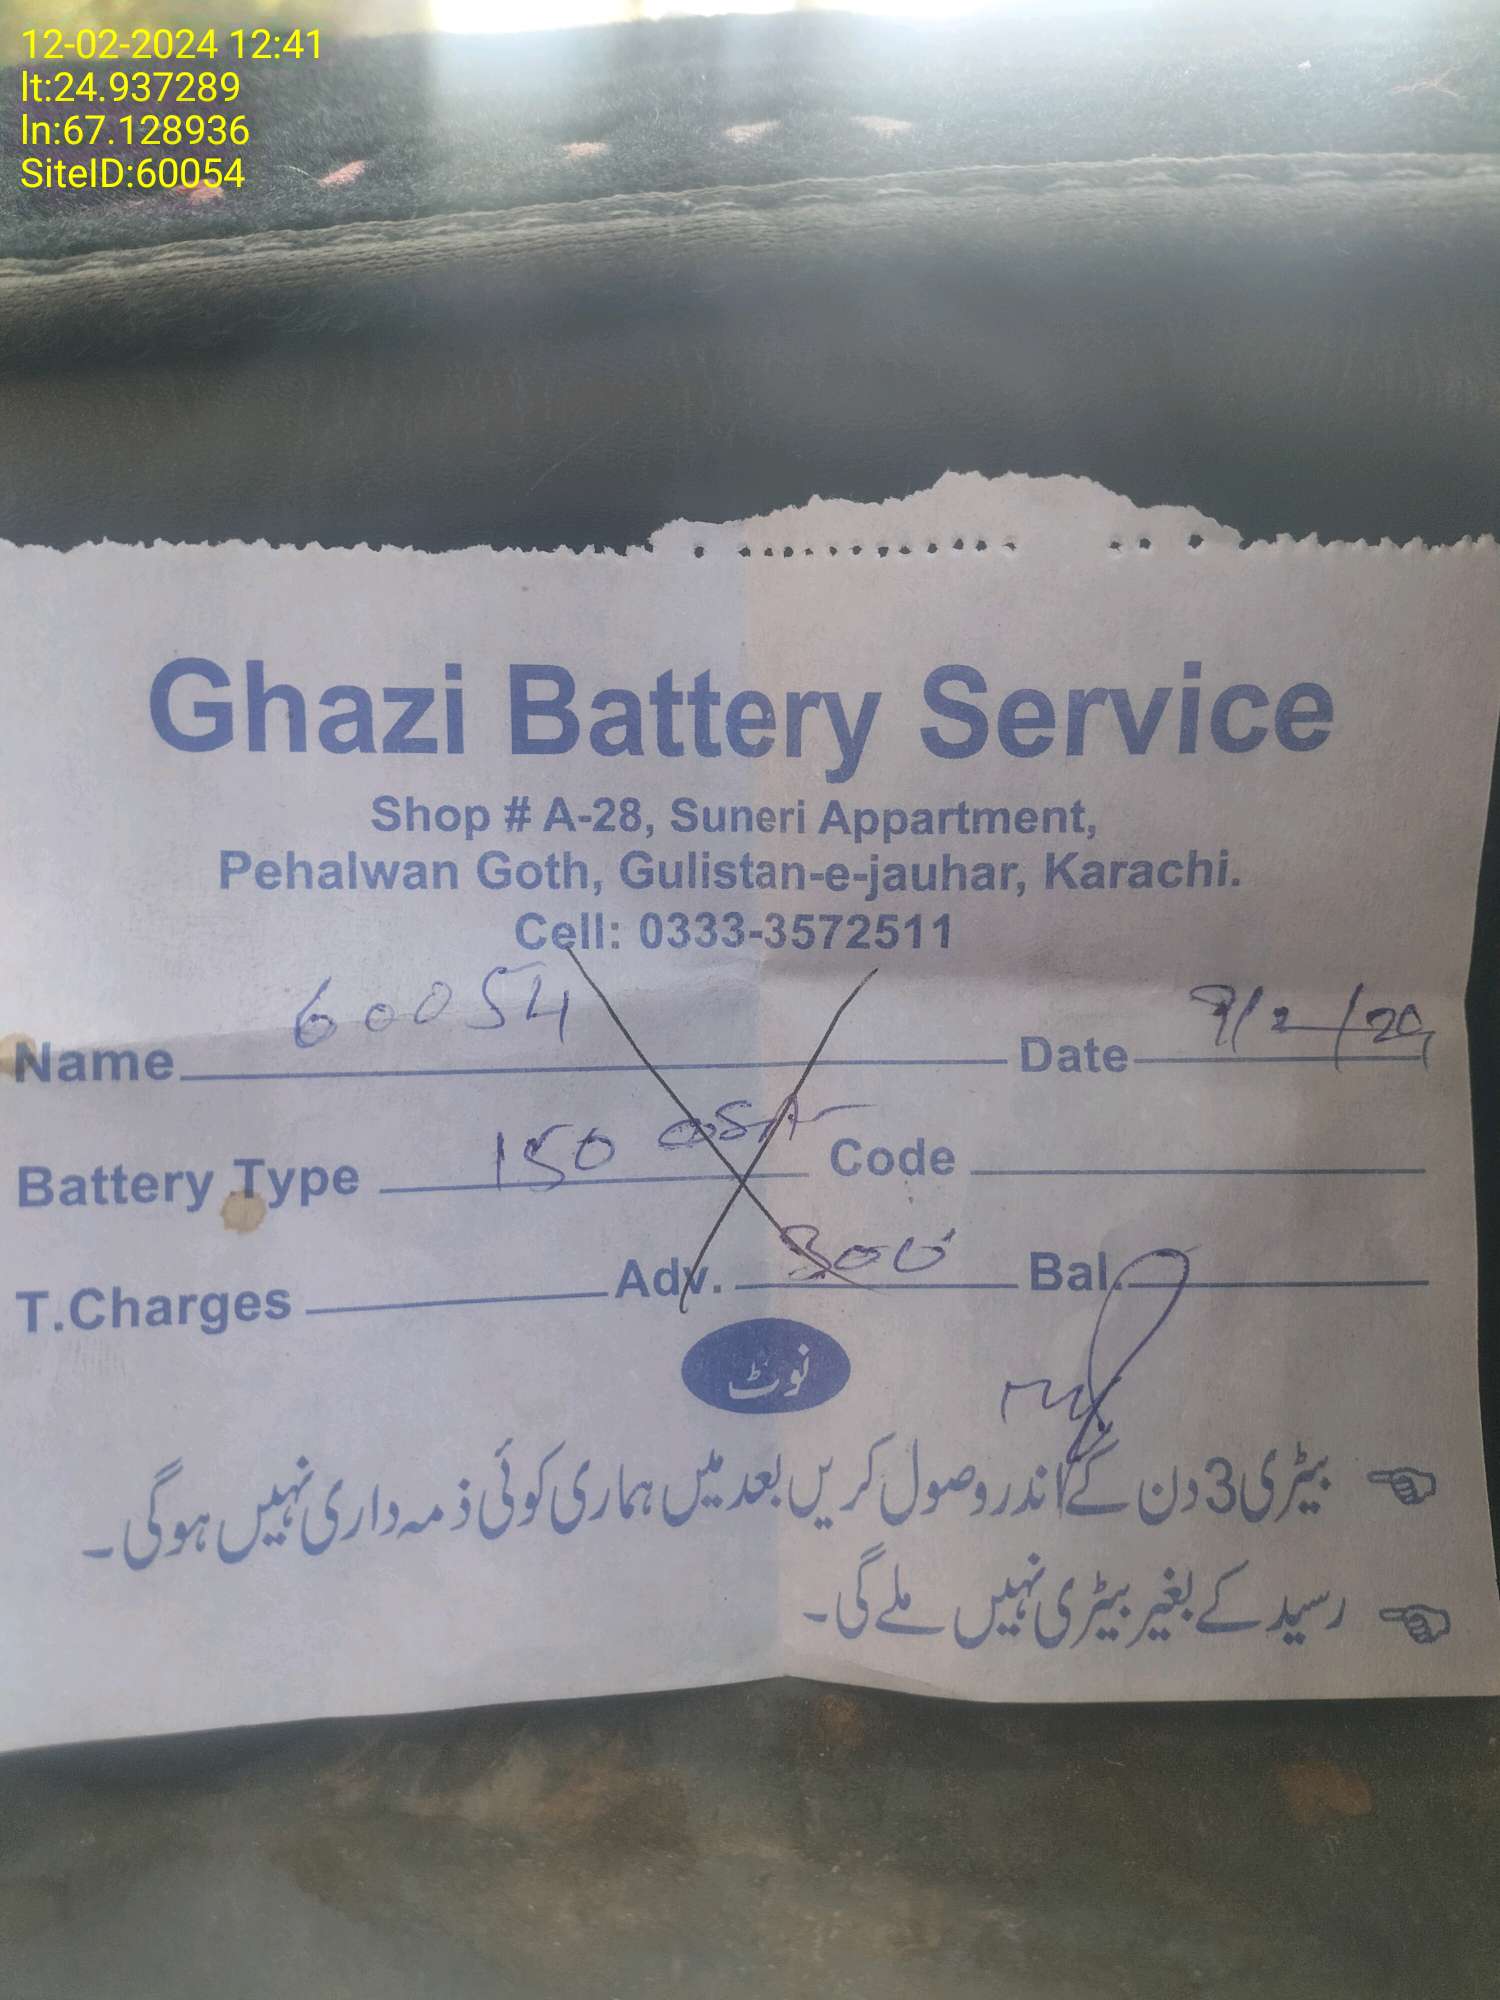 12-02-2024 12:41
lt:24.937289
ln:67.128936
SiteID:60054
Ghazi Battery Service
Shop # A-28, Suneri Appartment,
Pehalwan Goth, Gulistan-e-jauhar, Karachi.
Cell: 0333-3572511
Name 60054 Date
Battery Type 150 Code
T.Charges Adv. 300 Bal.
نوٹ
بیٹری 3 دن کے اندر وصول کریں بعد میں ہماری کوئی ذمہ داری نہیں ہوگی۔
رسید کے بغیر بیٹری نہیں ملے گی۔